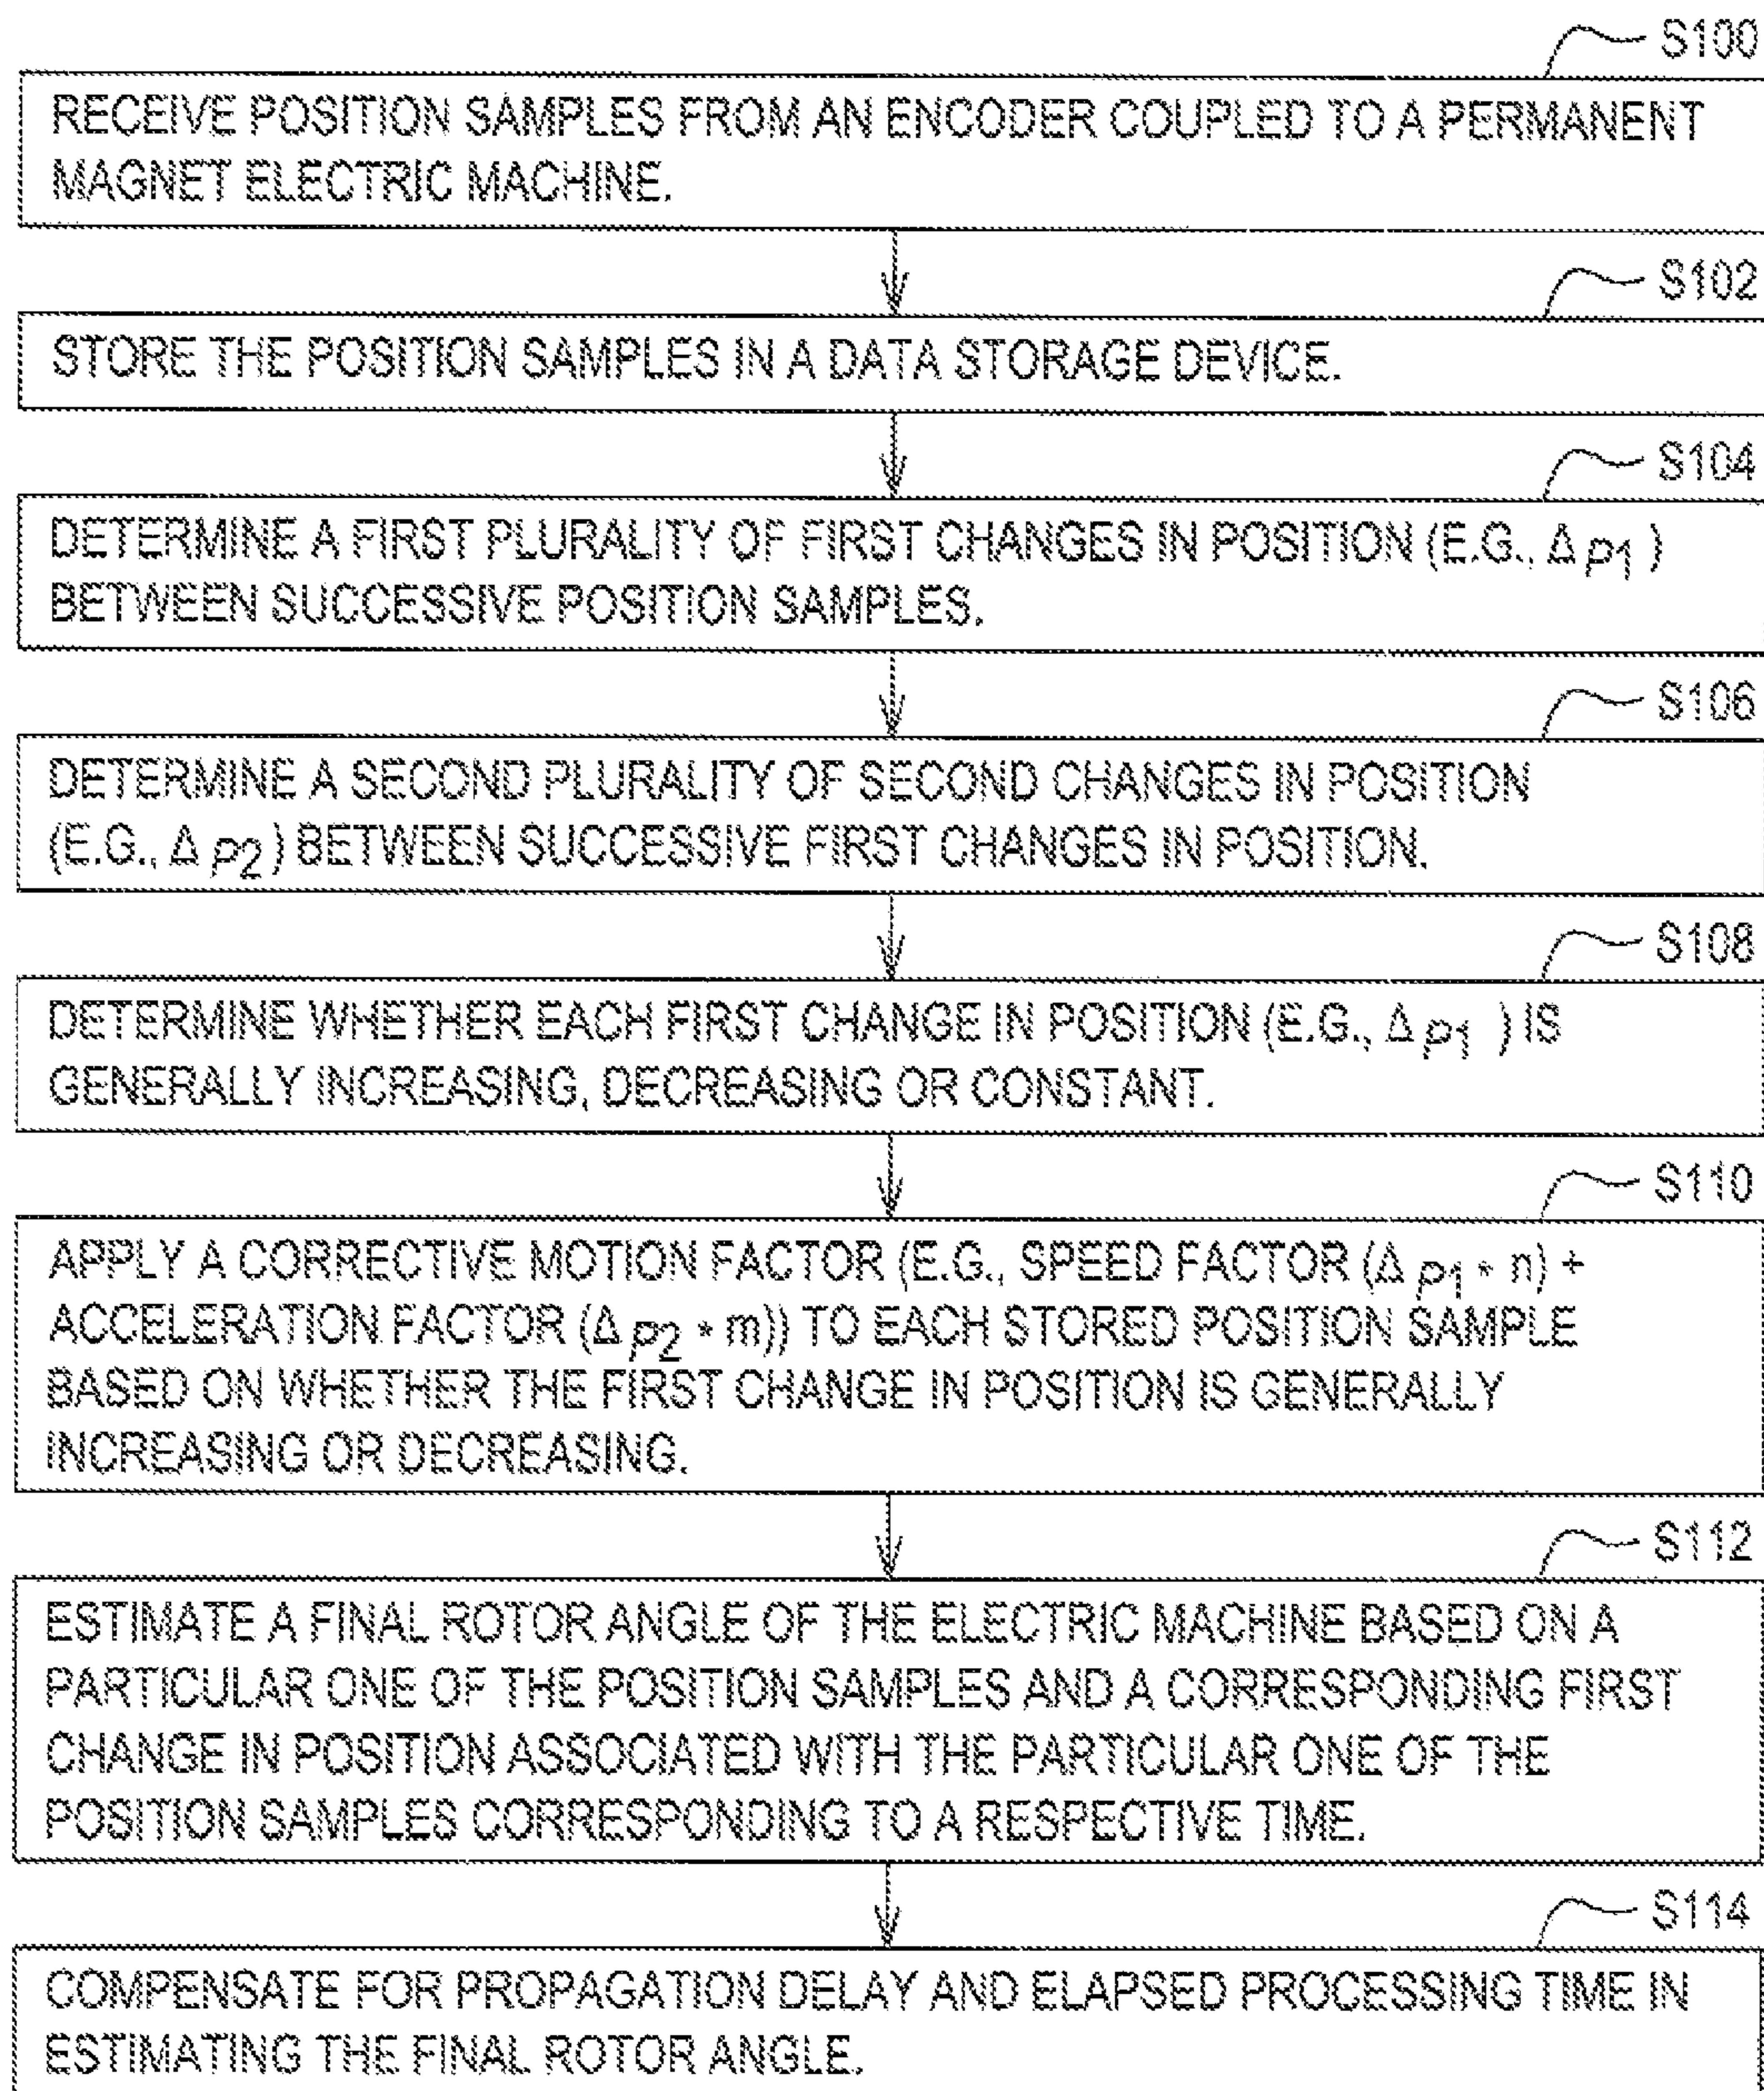 S100
RECEIVE POSITION SAMPLES FROM AN ENCODER COUPLED TO A PERMANENT
MAGNET ELECTRIC MACHINE.
S102
STORE THE POSITION SAMPLES IN A DATA STORAGE DEVICE.
S104
DETERMINE A FIRST PLURALITY OF FIRST CHANGES IN POSITION (E.G., Δ P1 )
BETWEEN SUCCESSIVE POSITION SAMPLES.
S106
DETERMINE A SECOND PLURALITY OF SECOND CHANGES IN POSITION
(E.G., Δ P2 ) BETWEEN SUCCESSIVE FIRST CHANGES IN POSITION.
S108
DETERMINE WHETHER EACH FIRST CHANGE IN POSITION (E.G., Δ P1 ) IS
GENERALLY INCREASING, DECREASING OR CONSTANT.
S110
APPLY A CORRECTIVE MOTION FACTOR (E.G., SPEED FACTOR (Δ P1 * n) +
ACCELERATION FACTOR (Δ P2 * m)) TO EACH STORED POSITION SAMPLE
BASED ON WHETHER THE FIRST CHANGE IN POSITION IS GENERALLY
INCREASING OR DECREASING.
S112
ESTIMATE A FINAL ROTOR ANGLE OF THE ELECTRIC MACHINE BASED ON A
PARTICULAR ONE OF THE POSITION SAMPLES AND A CORRESPONDING FIRST
CHANGE IN POSITION ASSOCIATED WITH THE PARTICULAR ONE OF THE
POSITION SAMPLES CORRESPONDING TO A RESPECTIVE TIME.
S114
COMPENSATE FOR PROPAGATION DELAY AND ELAPSED PROCESSING TIME IN
ESTIMATING THE FINAL ROTOR ANGLE.